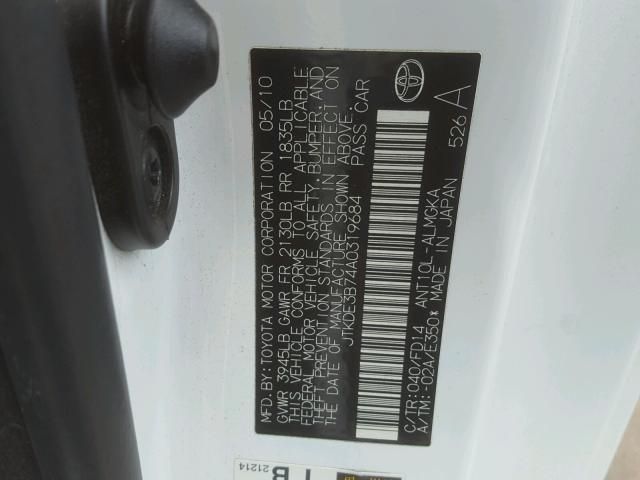 MFD.BY:TOYOTA MOTOR CORPORATION 05/10
GVWR 3945LB GAWR FR 2130LB RR 1835LB
THIS VEHICLE CONFORMS TO ALL APPLICABLE
FEDERAL MOTOR VEHICLE SAFETY, BUMPER, AND
THEFT PREVENTION STANDARDS IN EFFECT ON
THE DATE OF MANUFACTURE SHOWN ABOVE.
JTKDE3B74A0319684 PASS CAR
C/TR:040/FD14 ANT10L-ALMGKA
A/TM:-02A/E350* MADE IN JAPAN 526 A
21214
1B